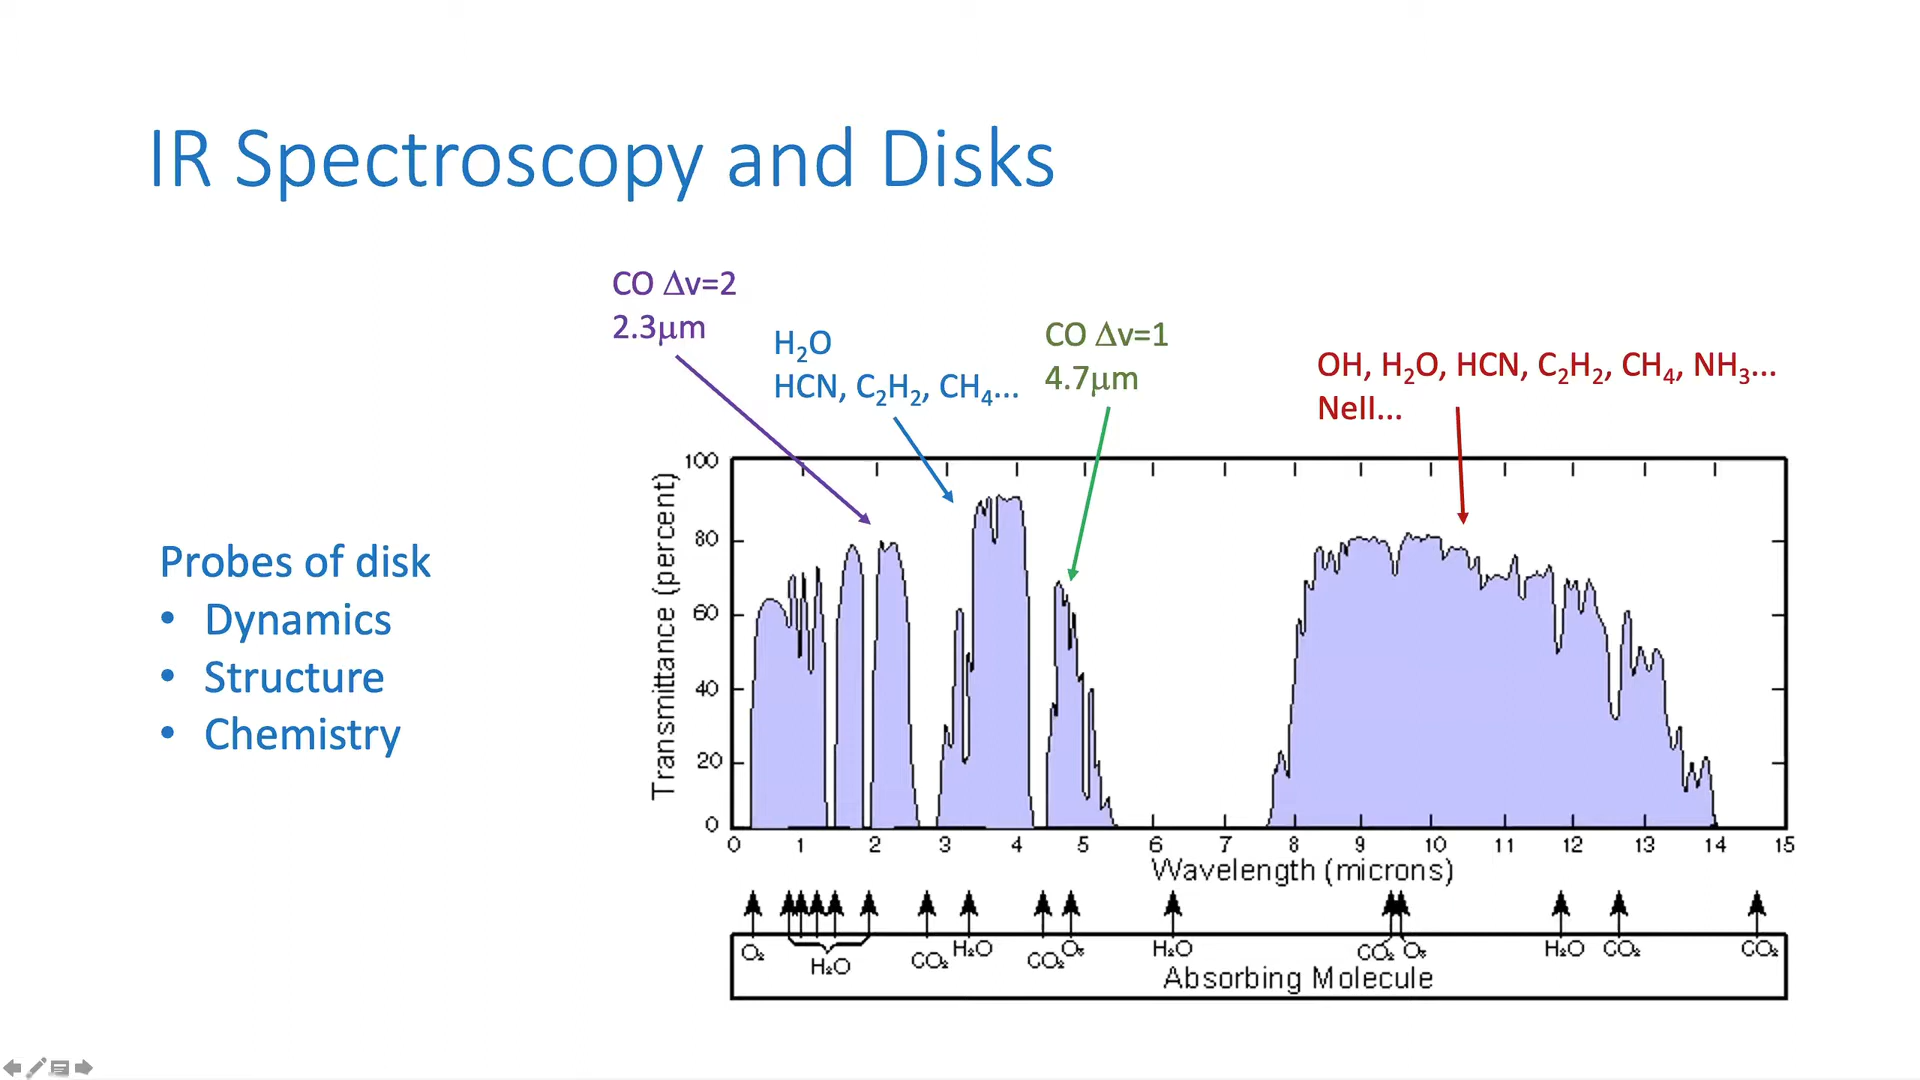 IR Spectroscopy and Disks
CO Δv=2
2.3μm
H₂O
HCN, C₂H₂, CH₄...
CO Δv=1
4.7μm
OH, H₂O, HCN, C₂H₂, CH₄, NH₃...
NeII...
Probes of disk
• Dynamics
• Structure
• Chemistry
Transmittance (percent)
100
80
60
40
20
0
0 1 2 3 4 5 6 7 8 9 10 11 12 13 14 15
Wavelength (microns)
O₂ H₂O CO₂ H₂O CO₂ O₃ H₂O CO₂ O₃ H₂O CO₂ CO₂
Absorbing Molecule